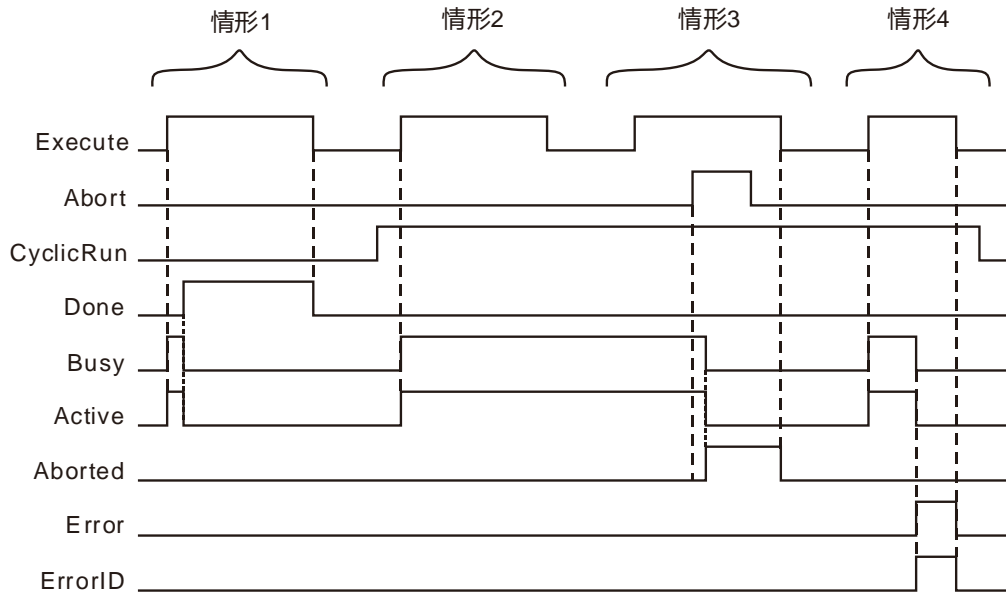 情形1 情形2 情形3 情形4
Execute
Abort
CyclicRun
Done
Busy
Active
Aborted
Error
ErrorID